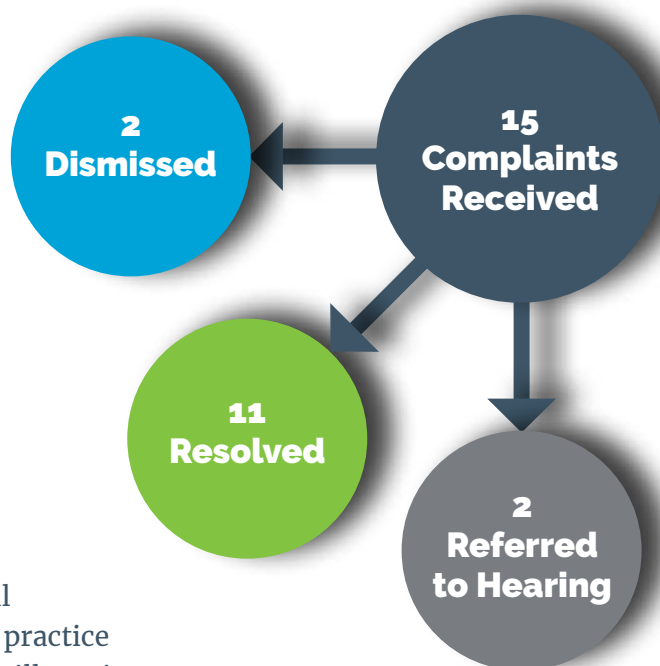 15
Complaints
Received
2
Dismissed
11
Resolved
2
Referred
to Hearing
practice